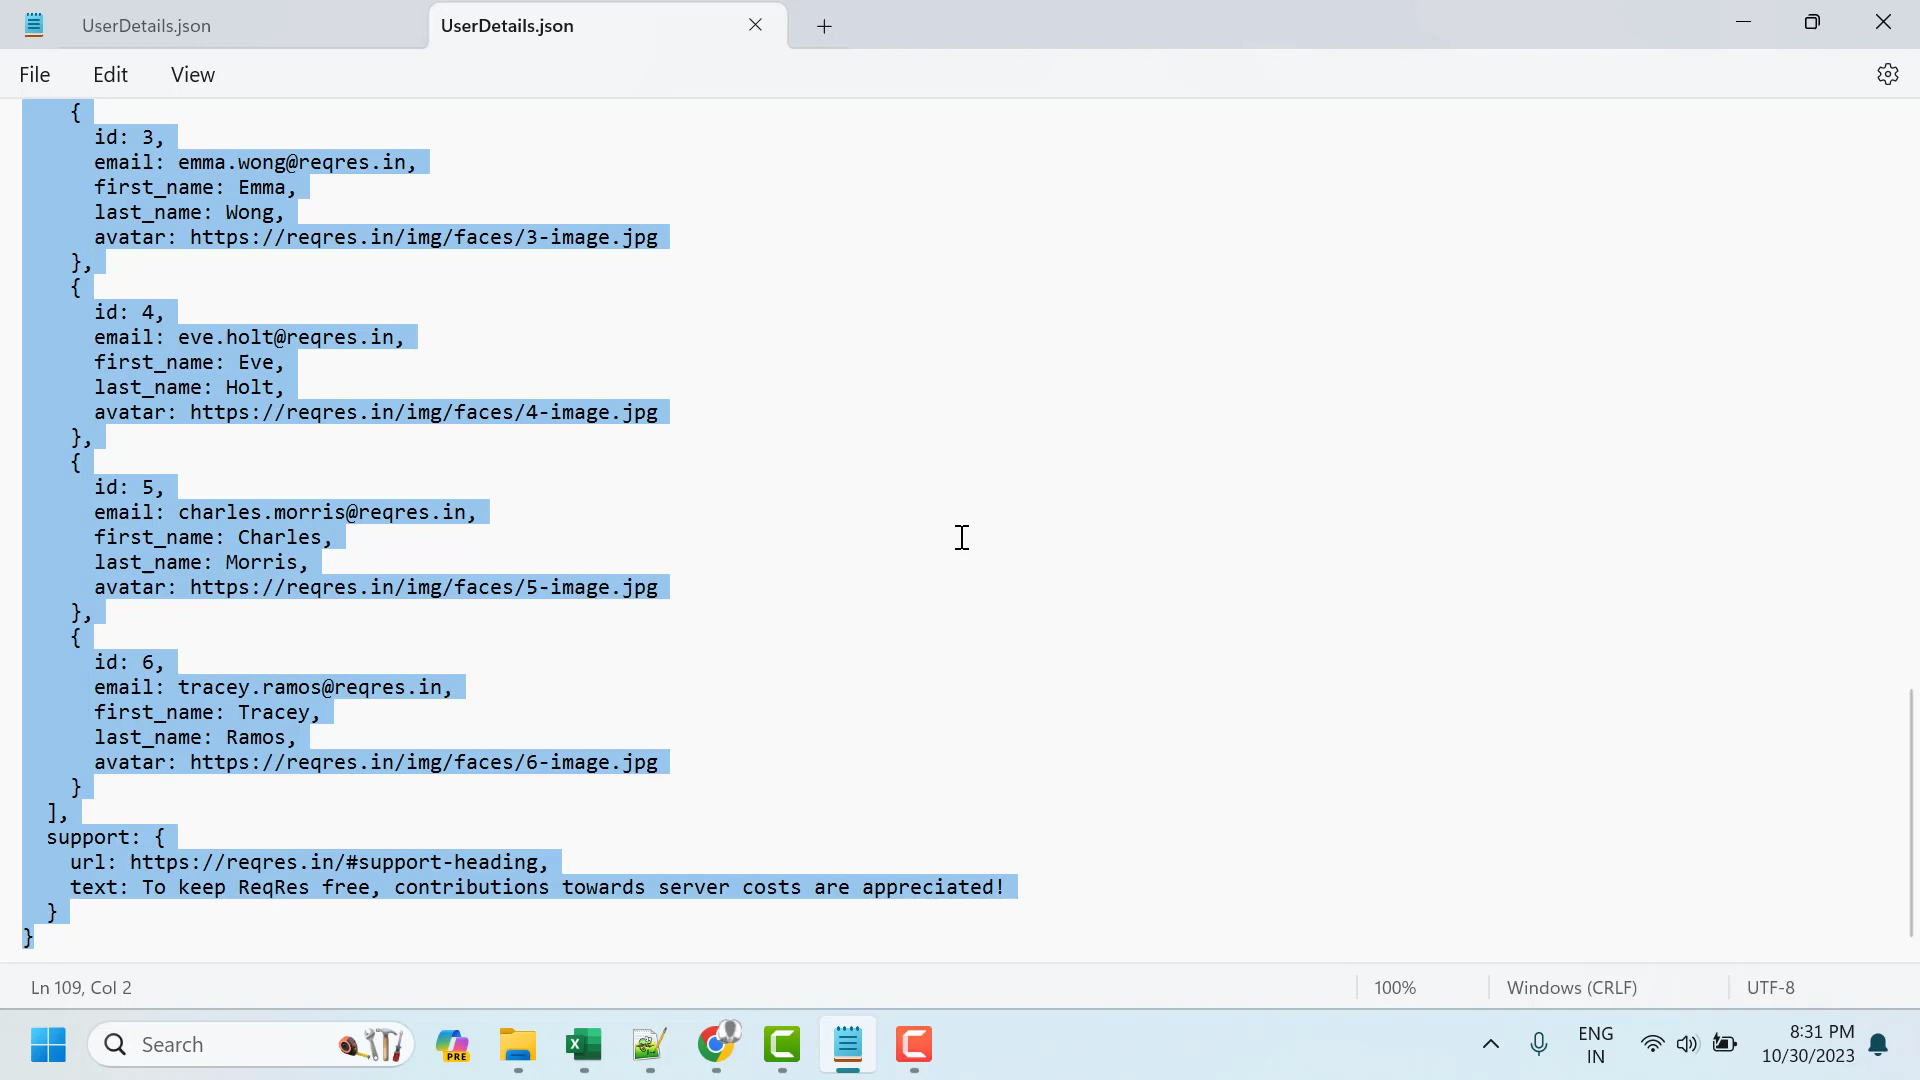 UserDetails.json
UserDetails.json
File Edit View
{
id: 3,
email: emma.wong@reqres.in,
first_name: Emma,
last_name: Wong,
avatar: https://reqres.in/img/faces/3-image.jpg
},
{
id: 4,
email: eve.holt@reqres.in,
first_name: Eve,
last_name: Holt,
avatar: https://reqres.in/img/faces/4-image.jpg
},
{
id: 5,
email: charles.morris@reqres.in,
first_name: Charles,
last_name: Morris,
avatar: https://reqres.in/img/faces/5-image.jpg
},
{
id: 6,
email: tracey.ramos@reqres.in,
first_name: Tracey,
last_name: Ramos,
avatar: https://reqres.in/img/faces/6-image.jpg
}
],
support: {
url: https://reqres.in/#support-heading,
text: To keep ReqRes free, contributions towards server costs are appreciated!
}
}
Ln 109, Col 2 100% Windows (CRLF) UTF-8
Search
PRE
ENG
IN
8:31 PM
10/30/2023